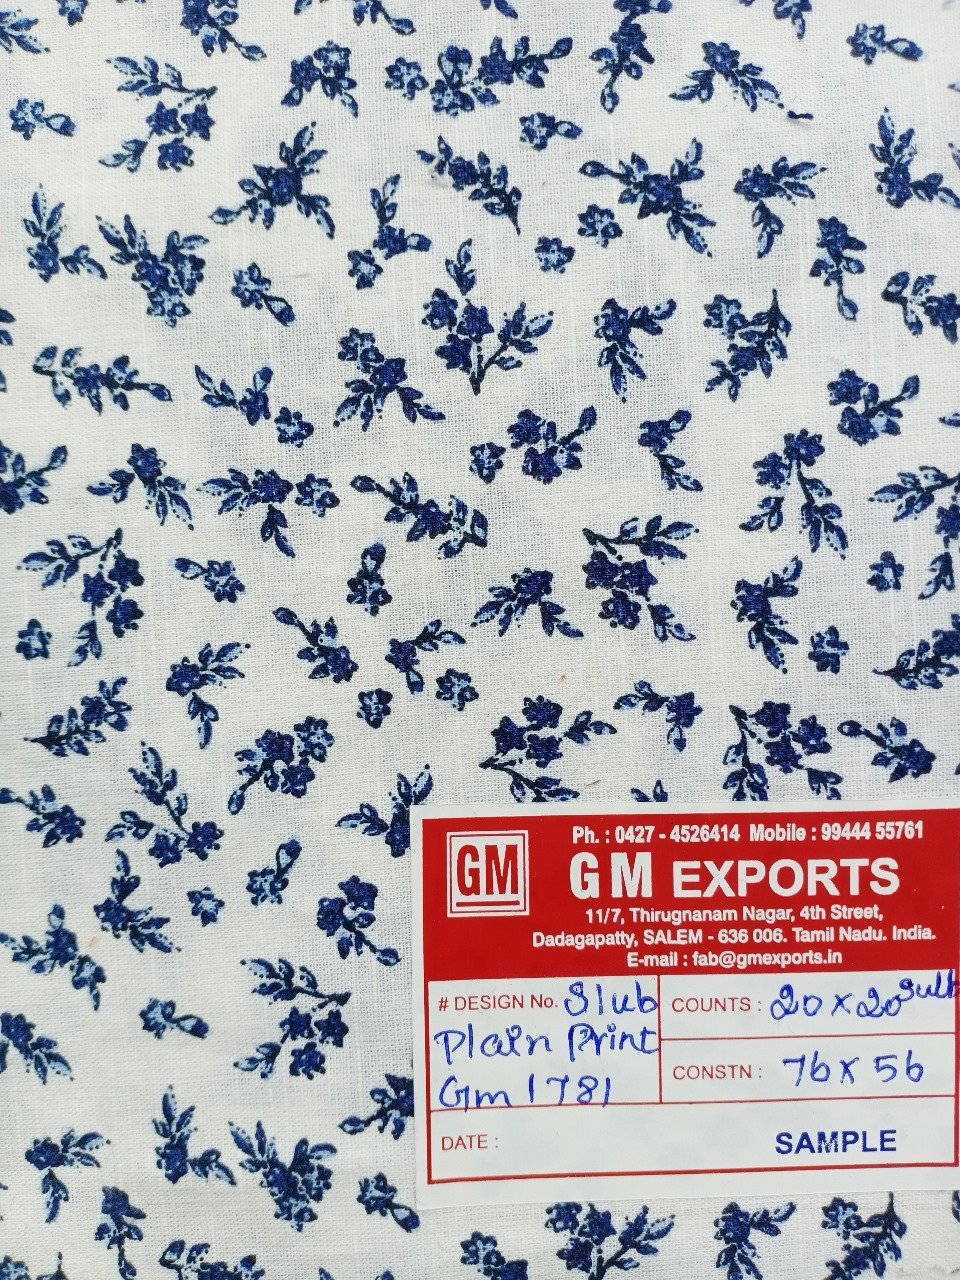 Ph. : 0427 - 4526414 Mobile : 99444 55761
GM
GM EXPORTS
11/7, Thirugnanam Nagar, 4th Street,
Dadagapatty, SALEM - 636 006. Tamil Nadu. India.
E-mail : fab@gmexports.in
# DESIGN No. Slub
Plain Print
Gm 1781
COUNTS : 20 x 20
CONSTN : 76 x 56
DATE :
SAMPLE